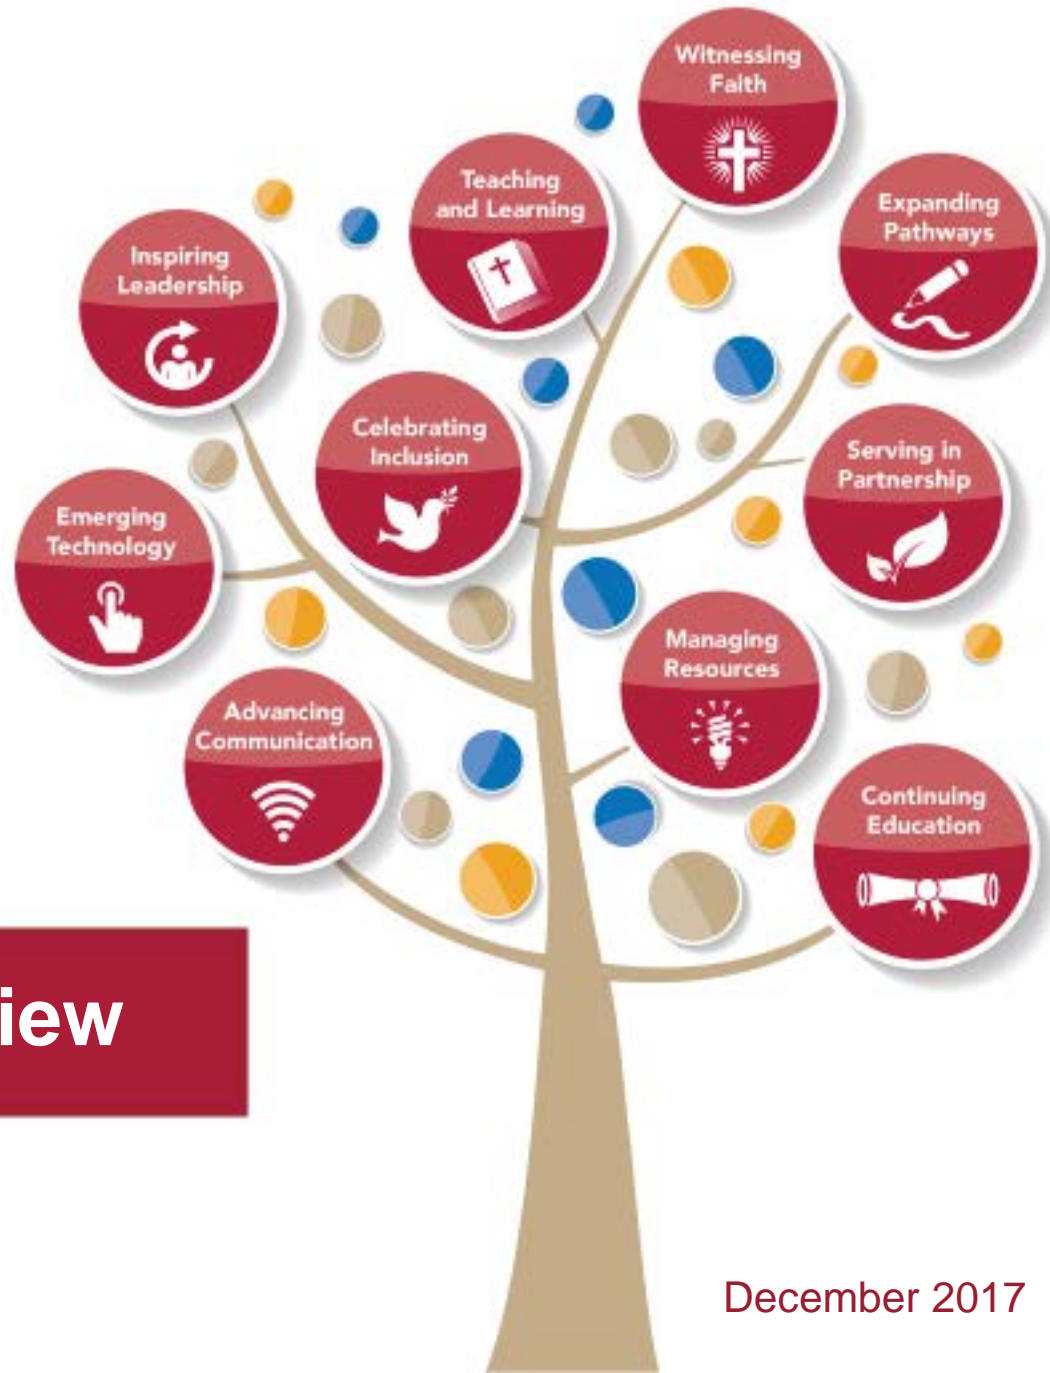 Witnessing
Faith
Teaching
and Learning
Expanding
Pathways
Inspiring
Leadership
Celebrating
Inclusion
Serving in
Partnership
Emerging
Technology
Managing
Resources
Advancing
Communication
Continuing
Education
iew
December 2017